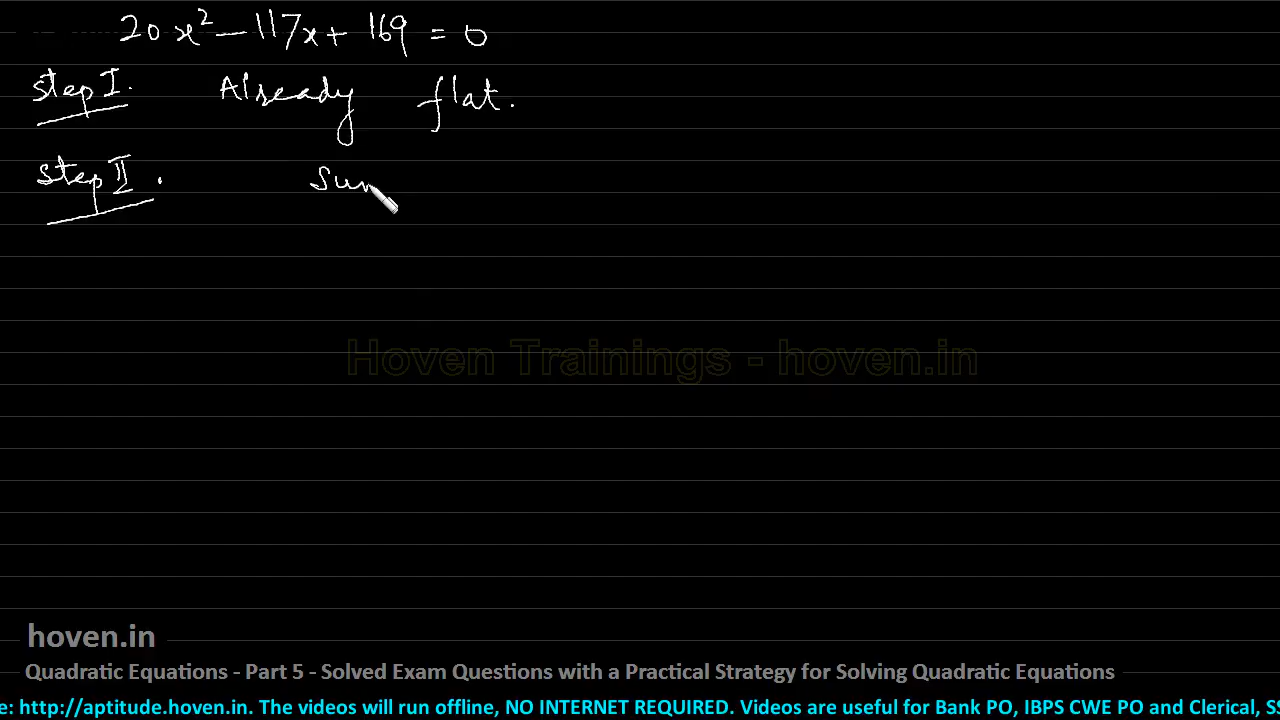 20x² - 117x + 169 = 0
Step I. Already flat.
Step II. Sum
Hoven Trainings - hoven.in
hoven.in
Quadratic Equations - Part 5 - Solved Exam Questions with a Practical Strategy for Solving Quadratic Equations
e: http://aptitude.hoven.in. The videos will run offline, NO INTERNET REQUIRED. Videos are useful for Bank PO, IBPS CWE PO and Clerical, SS